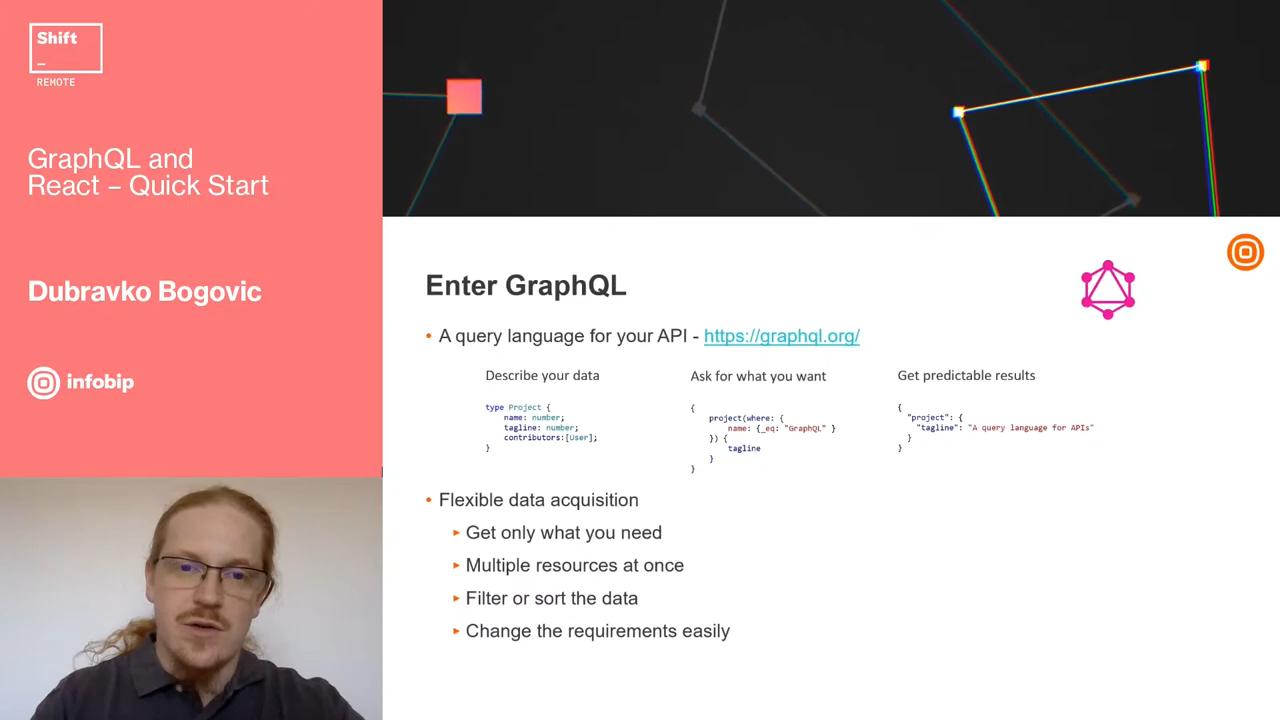 Shift
_
REMOTE
GraphQL and
React – Quick Start
Dubravko Bogovic
infobip
Enter GraphQL
• A query language for your API - https://graphql.org/
Describe your data
type Project {
name: number;
tagline: number;
contributors:[User];
}
Ask for what you want
{
project(where: {
name: {_eq: "GraphQL" }
}) {
tagline
}
}
Get predictable results
{
"project": {
"tagline": "A query language for APIs"
}
}
• Flexible data acquisition
▸ Get only what you need
▸ Multiple resources at once
▸ Filter or sort the data
▸ Change the requirements easily